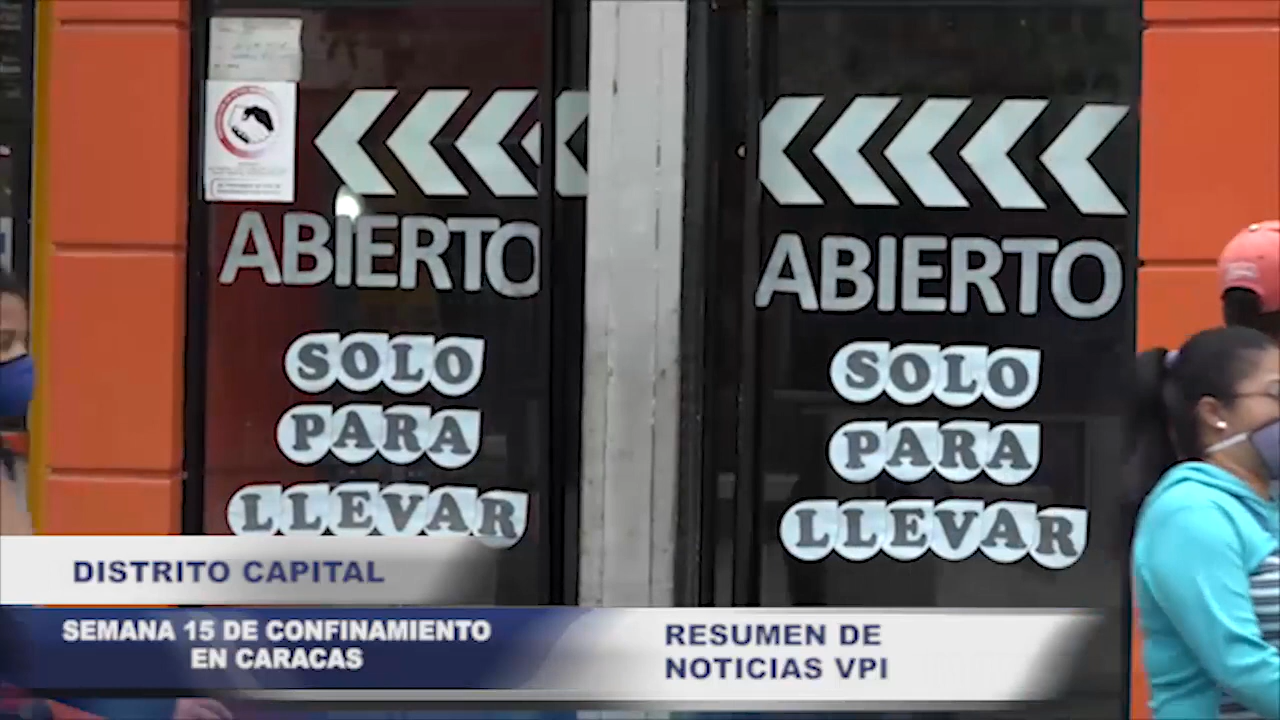 ABIERTO
SOLO
PARA
LLEVAR
ABIERTO
SOLO
PARA
LLEVAR
DISTRITO CAPITAL
SEMANA 15 DE CONFINAMIENTO
EN CARACAS
RESUMEN DE
NOTICIAS VPI